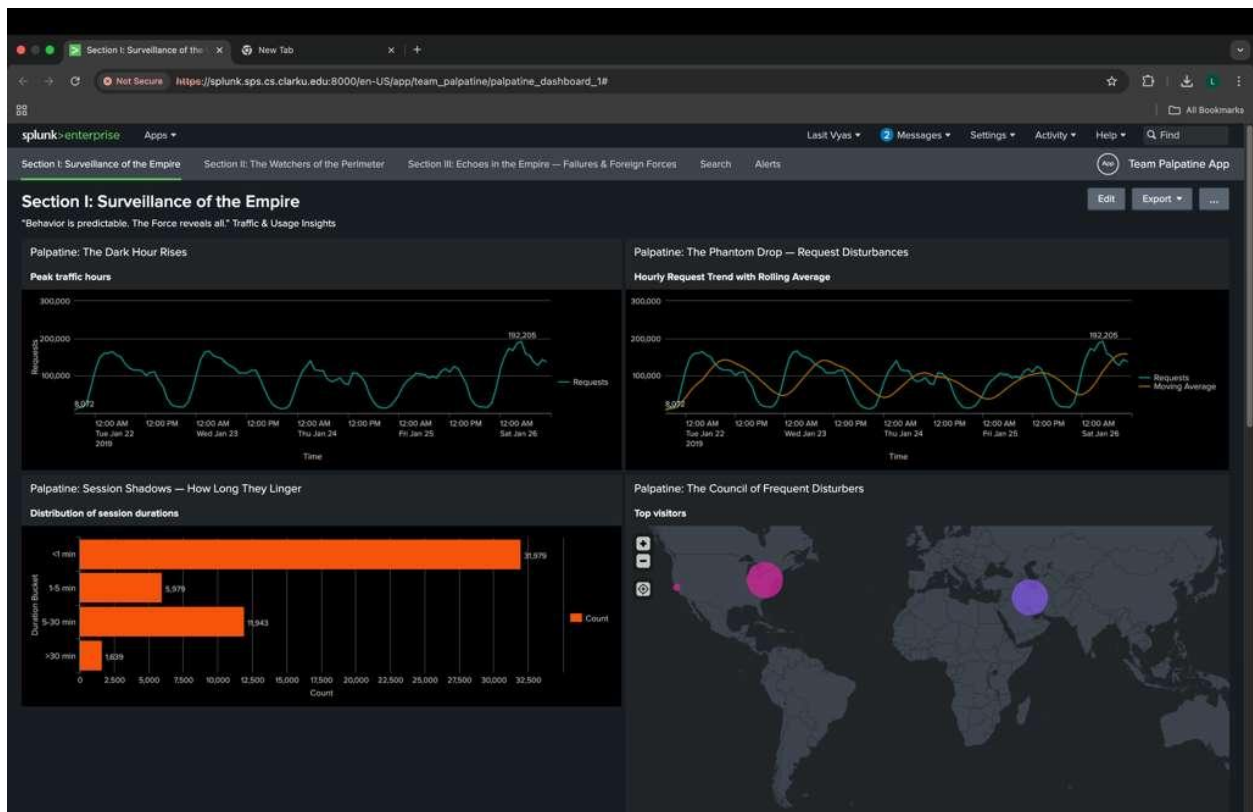 Section I: Surveillance of the
New Tab
Not Secure https://splunk.sps.cs.clarku.edu:8000/en-US/app/team_palpatine/palpatine_dashboard_1#
L
All Bookmarks
splunk>enterprise Apps Lasit Vyas 2 Messages Settings Activity Help Find
Section I: Surveillance of the Empire Section II: The Watchers of the Perimeter Section III: Echoes in the Empire — Failures & Foreign Forces Search Alerts App Team Palpatine App
Section I: Surveillance of the Empire
Edit Export ...
"Behavior is predictable. The Force reveals all." Traffic & Usage Insights
Palpatine: The Dark Hour Rises
Peak traffic hours
300,000
200,000
100,000
Requests
8,072
192,205
Requests
12:00 AM 12:00 PM 12:00 AM 12:00 PM 12:00 AM 12:00 PM 12:00 AM 12:00 PM 12:00 AM
Tue Jan 22 Wed Jan 23 Thu Jan 24 Fri Jan 25 Sat Jan 26
2019
Time
Palpatine: The Phantom Drop — Request Disturbances
Hourly Request Trend with Rolling Average
300,000
200,000
100,000
8,072
192,205
Requests
Moving Average
12:00 AM 12:00 PM 12:00 AM 12:00 PM 12:00 AM 12:00 PM 12:00 AM 12:00 PM 12:00 AM
Tue Jan 22 Wed Jan 23 Thu Jan 24 Fri Jan 25 Sat Jan 26
2019
Time
Palpatine: Session Shadows — How Long They Linger
Distribution of session durations
Duration Bucket
<1 min 31,979
1-5 min 5,979
5-30 min 11,943
>30 min 1,639
Count
0 2,500 5,000 7,500 10,000 12,500 15,000 17,500 20,000 22,500 25,000 27,500 30,000 32,500
Count
Palpatine: The Council of Frequent Disturbers
Top visitors